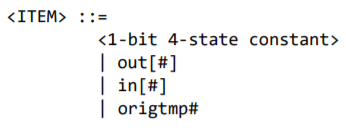 <ITEM> ::=
<1-bit 4-state constant>
| out[#]
| in[#]
| origtmp#